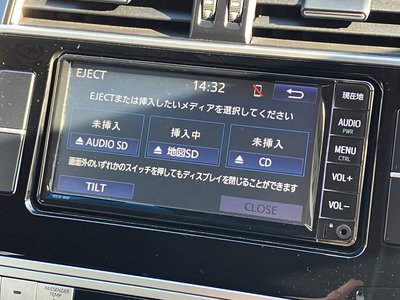 EJECT
14:32
EJECTまたは挿入したいメディアを選択してください
未挿入
挿入中
未挿入
AUDIO SD
地図SD
CD
画面外のいずれかのスイッチを押してもディスプレイを閉じることができます
TILT
CLOSE
現在地
AUDIO
PWR
MENU
CTRL
VOL+
VOL−
PASSENGER
TEMP